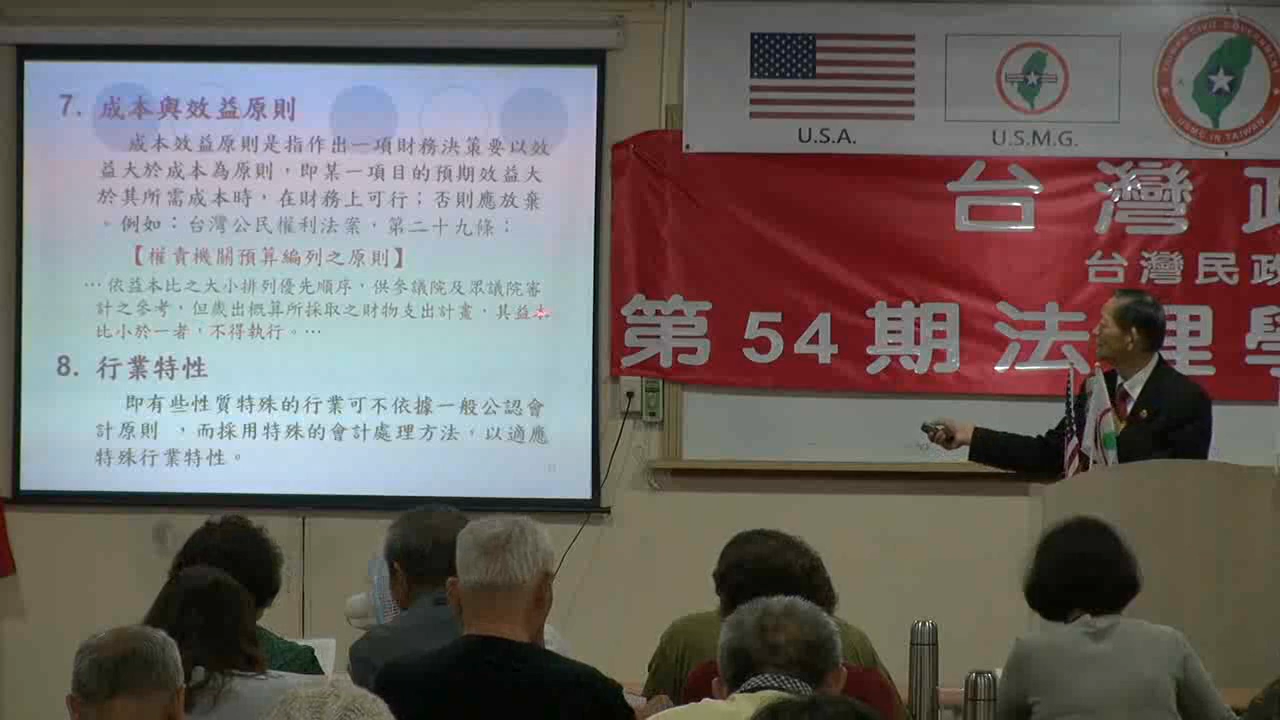 7. 成本與效益原則
成本效益原則是指作出一項財務決策要以效
益大於成本為原則，即某一項目的預期效益大
於其所需成本時，在財務上可行；否則應放棄
。例如：台灣公民權利法案，第二十九條：
【權責機關預算編列之原則】
…依益本比之大小排列優先順序，供參議院及眾議院審
計之參考，但歲出概算所採取之財物支出計畫，其益本
比小於一者，不得執行。…
8. 行業特性
即有些性質特殊的行業可不依據一般公認會
計原則 ，而採用特殊的會計處理方法，以適應
特殊行業特性。
U.S.A.
U.S.M.G.
TAIWAN CIVIL GOVERNMENT
USMG IN TAIWAN
台灣政
台灣民政
第54期法理學